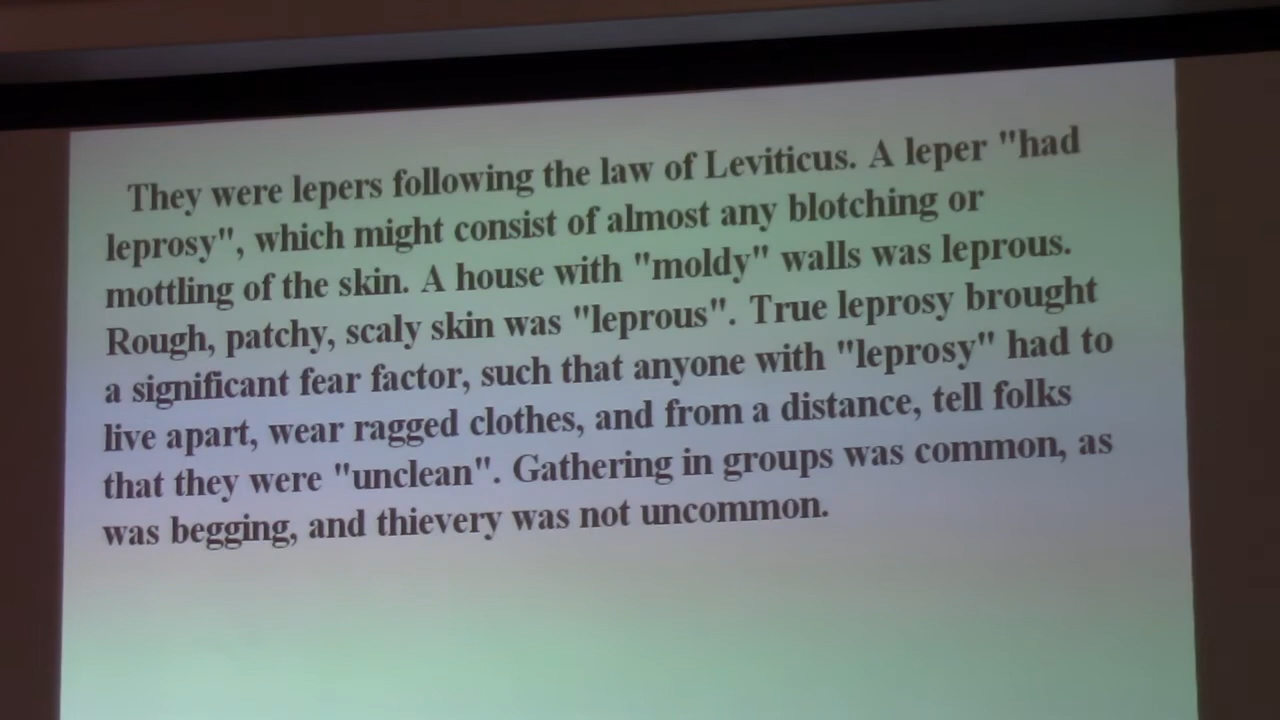 They were lepers following the law of Leviticus. A leper "had
leprosy", which might consist of almost any blotching or
mottling of the skin. A house with "moldy" walls was leprous.
Rough, patchy, scaly skin was "leprous". True leprosy brought
a significant fear factor, such that anyone with "leprosy" had to
live apart, wear ragged clothes, and from a distance, tell folks
that they were "unclean". Gathering in groups was common, as
was begging, and thievery was not uncommon.